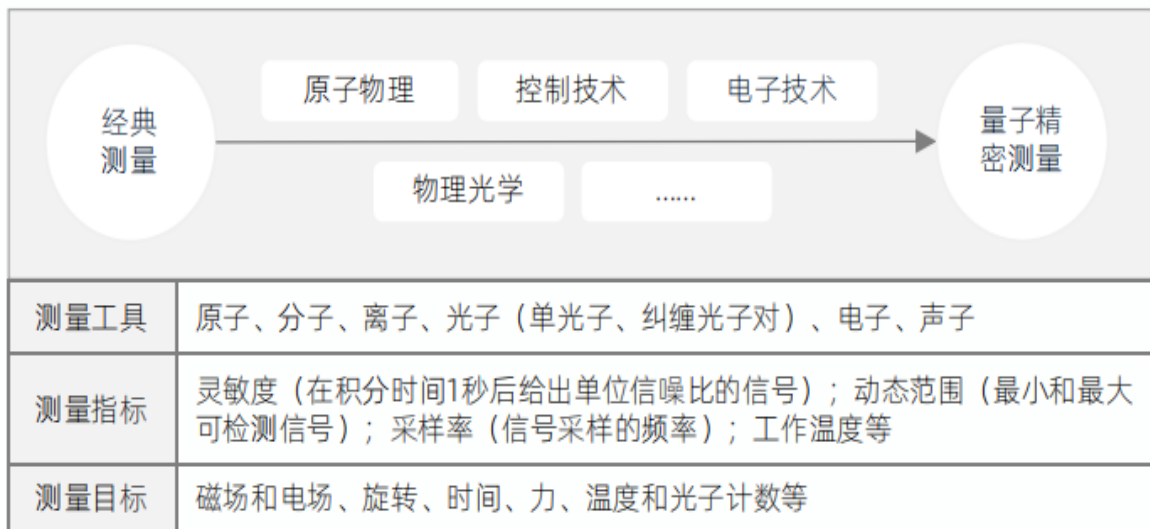 经典
测量
原子物理
控制技术
电子技术
物理光学
......
量子精
密测量
测量工具
原子、分子、离子、光子（单光子、纠缠光子对）、电子、声子
测量指标
灵敏度（在积分时间1秒后给出单位信噪比的信号）；动态范围（最小和最大
可检测信号）；采样率（信号采样的频率）；工作温度等
测量目标
磁场和电场、旋转、时间、力、温度和光子计数等